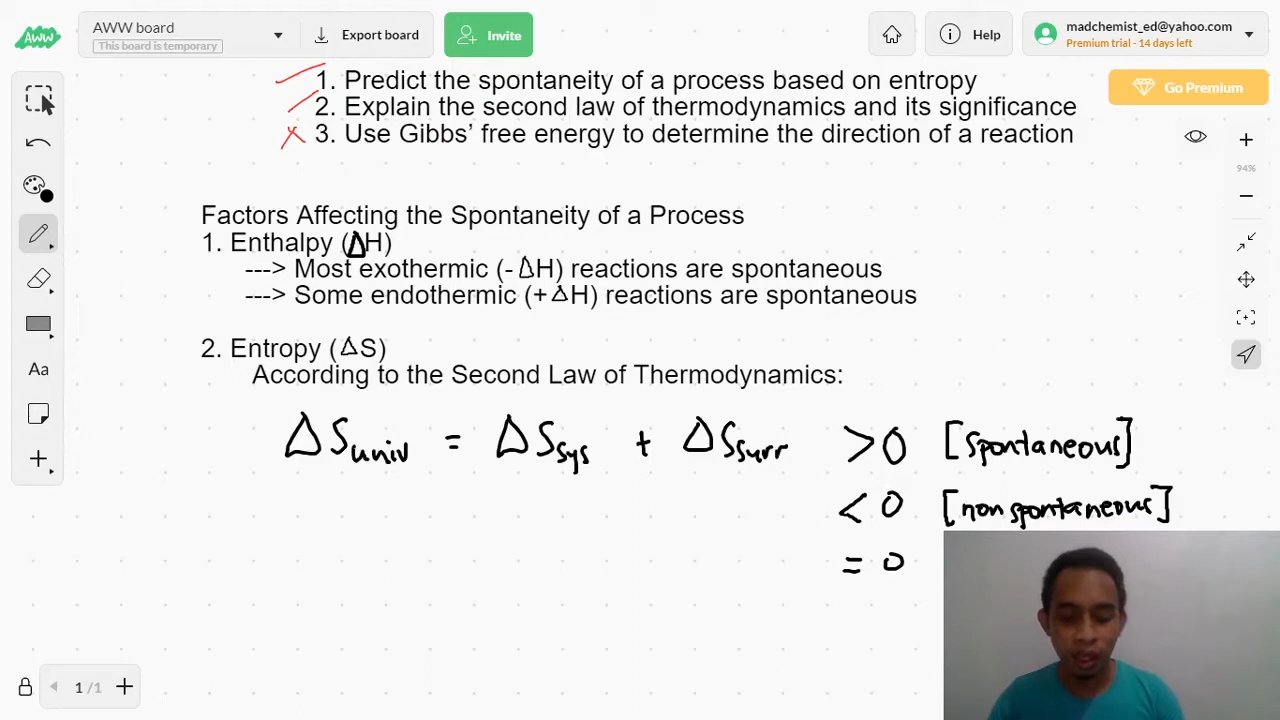 AWW
AWW board
This board is temporary
Export board
Invite
Help
madchemist_ed@yahoo.com
Premium trial - 14 days left
Go Premium
1. Predict the spontaneity of a process based on entropy
2. Explain the second law of thermodynamics and its significance
3. Use Gibbs' free energy to determine the direction of a reaction
94%
Factors Affecting the Spontaneity of a Process
1. Enthalpy (ΔH)
---> Most exothermic (-ΔH) reactions are spontaneous
---> Some endothermic (+ΔH) reactions are spontaneous
2. Entropy (ΔS)
According to the Second Law of Thermodynamics:
ΔSuniv = ΔSsys + ΔSsurr >0 [spontaneous]
< 0 [nonspontaneous]
= 0
Aa
1 / 1